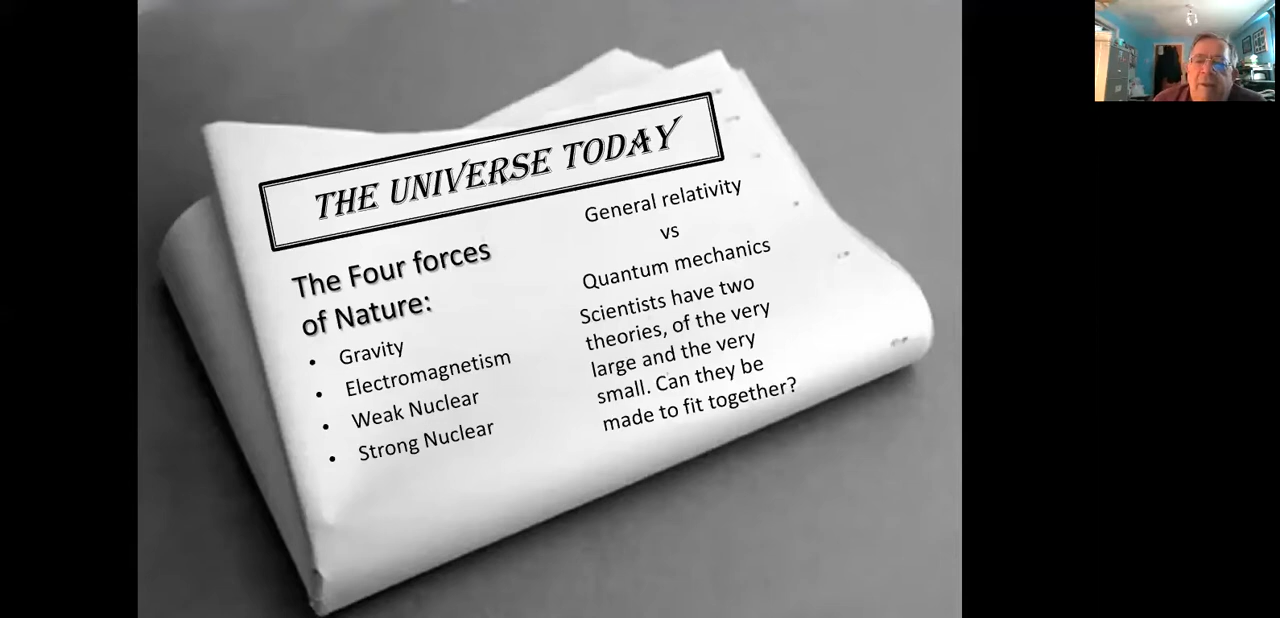 THE UNIVERSE TODAY
The Four forces
of Nature:
• Gravity
• Electromagnetism
• Weak Nuclear
• Strong Nuclear
General relativity
vs
Quantum mechanics
Scientists have two
theories, of the very
large and the very
small. Can they be
made to fit together?